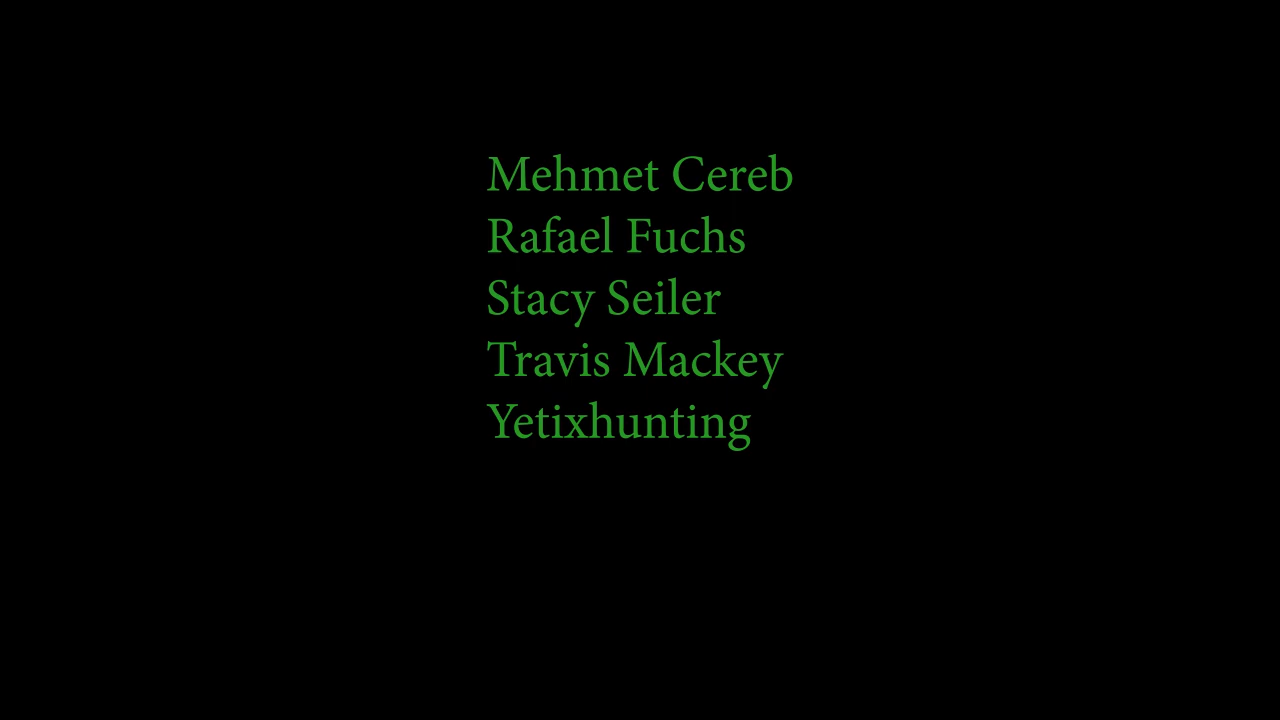 Mehmet Cereb
Rafael Fuchs
Stacy Seiler
Travis Mackey
Yetixhunting